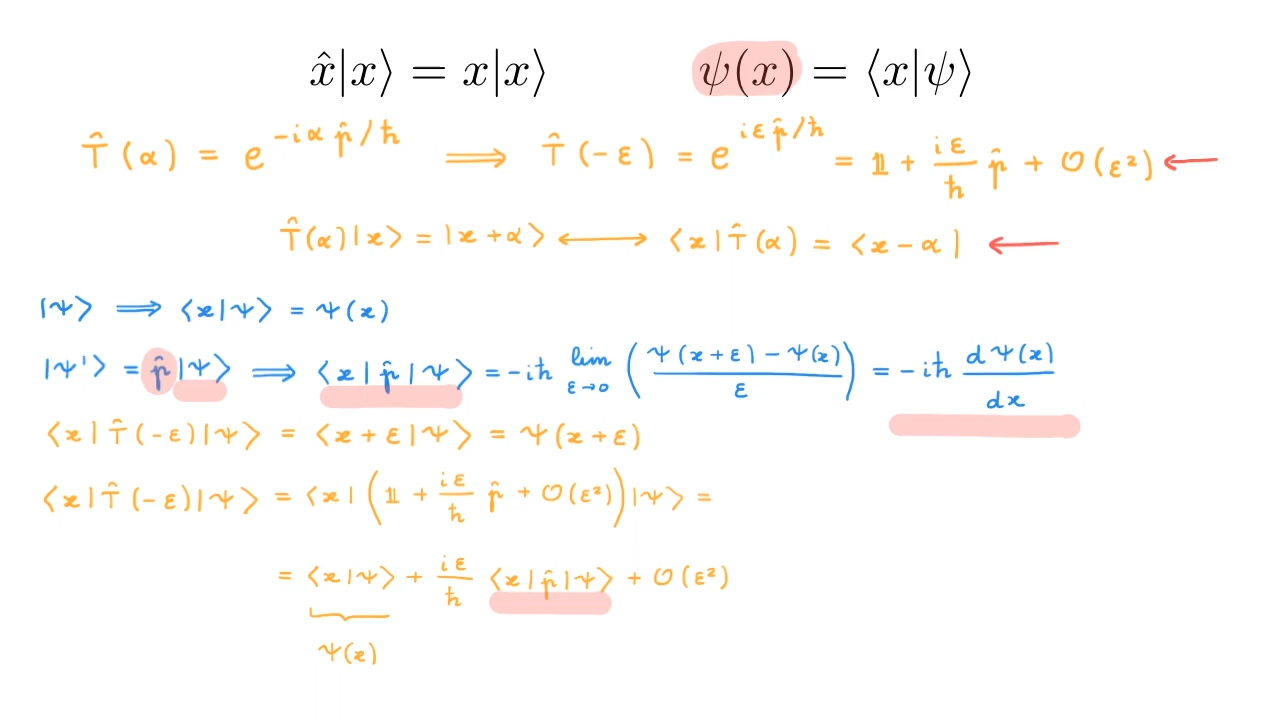 x̂|x⟩ = x|x⟩ ψ(x) = ⟨x|ψ⟩
T̂(α) = e^{-iαp̂/ħ} ⟹ T̂(-ε) = e^{iεp̂/ħ} = 𝟙 + iε/ħ p̂ + O(ε²) ←
T̂(α)|x⟩ = |x+α⟩ ⟷ ⟨x|T̂(α) = ⟨x-α| ←
|ψ⟩ ⟹ ⟨x|ψ⟩ = ψ(x)
|ψ'⟩ = p̂|ψ⟩ ⟹ ⟨x|p̂|ψ⟩ = -iħ lim_{ε→0} ((ψ(x+ε) - ψ(x))/ε) = -iħ dψ(x)/dx
⟨x|T̂(-ε)|ψ⟩ = ⟨x+ε|ψ⟩ = ψ(x+ε)
⟨x|T̂(-ε)|ψ⟩ = ⟨x|(𝟙 + iε/ħ p̂ + O(ε²))|ψ⟩ =
= ⟨x|ψ⟩ + iε/ħ ⟨x|p̂|ψ⟩ + O(ε²)
ψ(x)